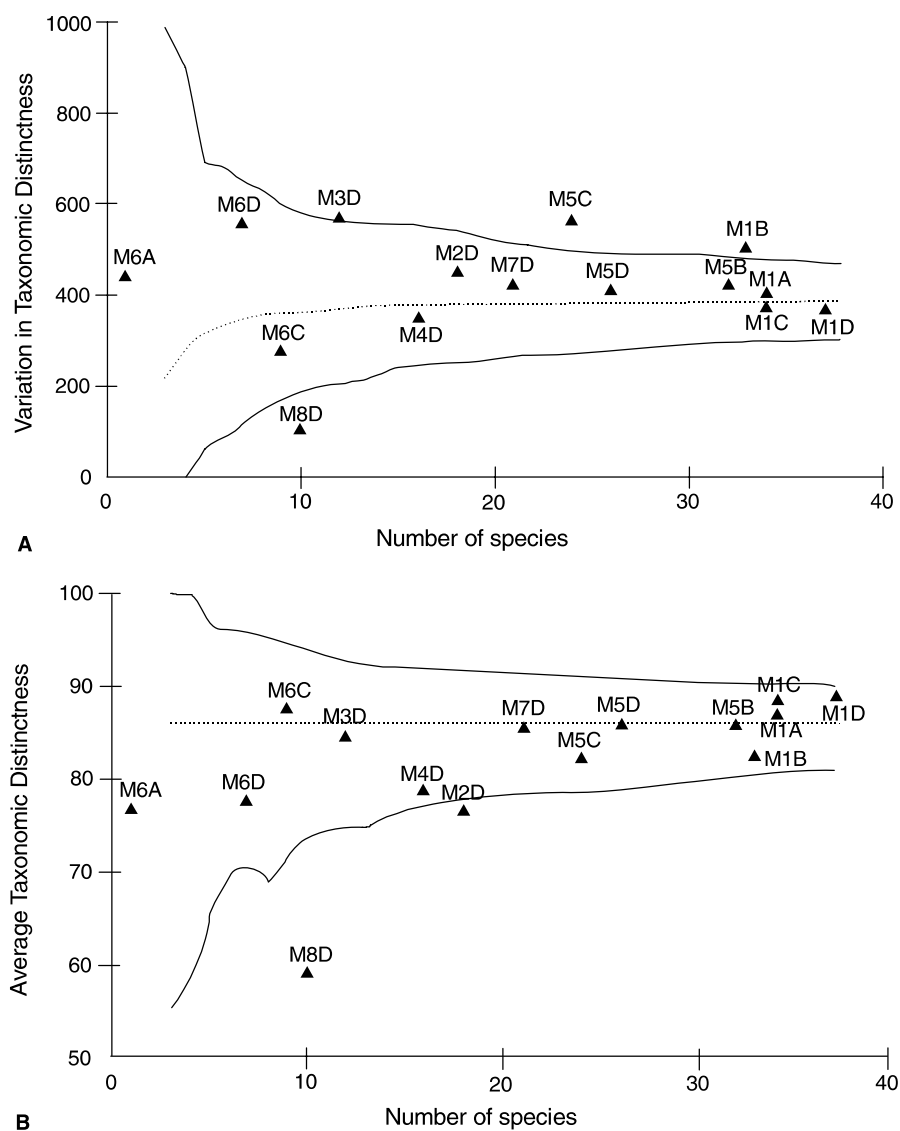 1000
800
600
400
200
0
Variation in Taxonomic Distinctness
M3D
M5C
M6D
M1B
M6A
M2D
M7D
M5D
M5B
M1A
M6C
M4D
M1C
M1D
M8D
0 10 20 30 40
Number of species
A
100
90
80
70
60
50
Average Taxonomic Distinctness
M1C
M6C
M3D
M7D
M5D
M5B
M1D
M1A
M5C
M1B
M4D
M6D
M6A
M2D
M8D
0 10 20 30 40
Number of species
B